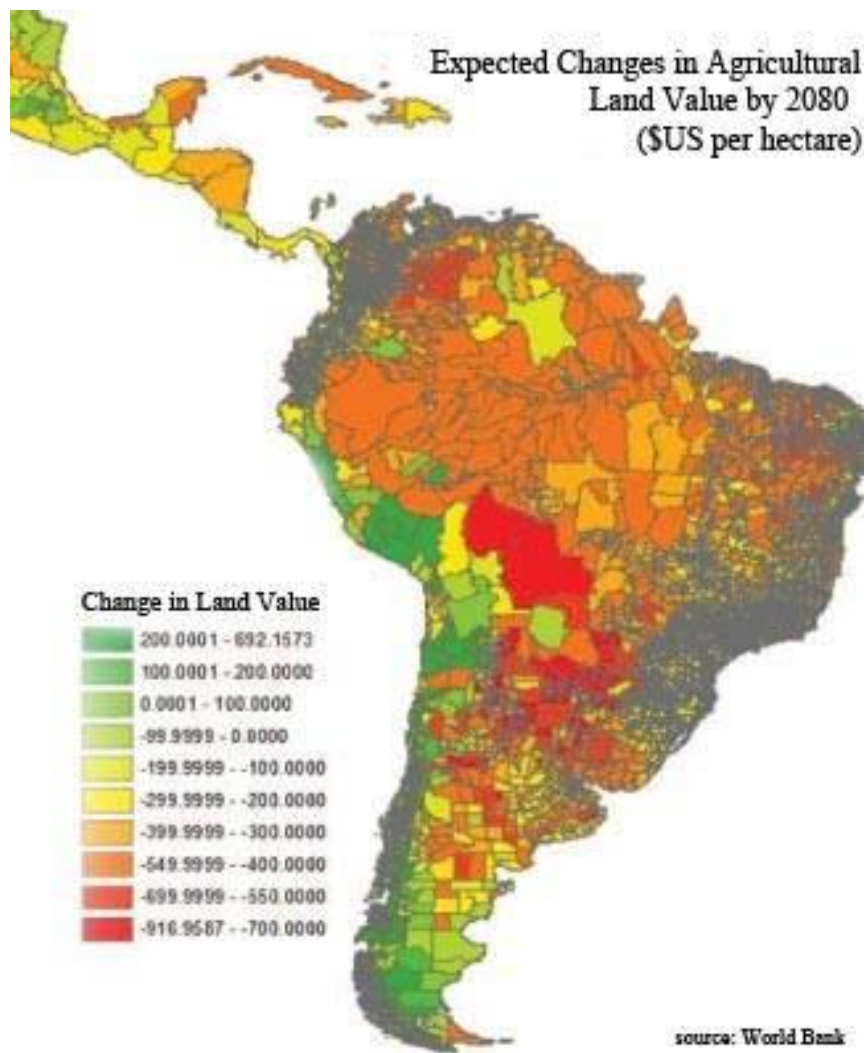 Expected Changes in Agricultural
Land Value by 2080
($US per hectare)
Change in Land Value
200.0001 - 692.1573
100.0001 - 200.0000
0.0001 - 100.0000
-99.9999 - 0.0000
-199.9999 - -100.0000
-299.9999 - -200.0000
-399.9999 - -300.0000
-549.9999 - -400.0000
-699.9999 - -550.0000
-916.9587 - -700.0000
source: World Bank